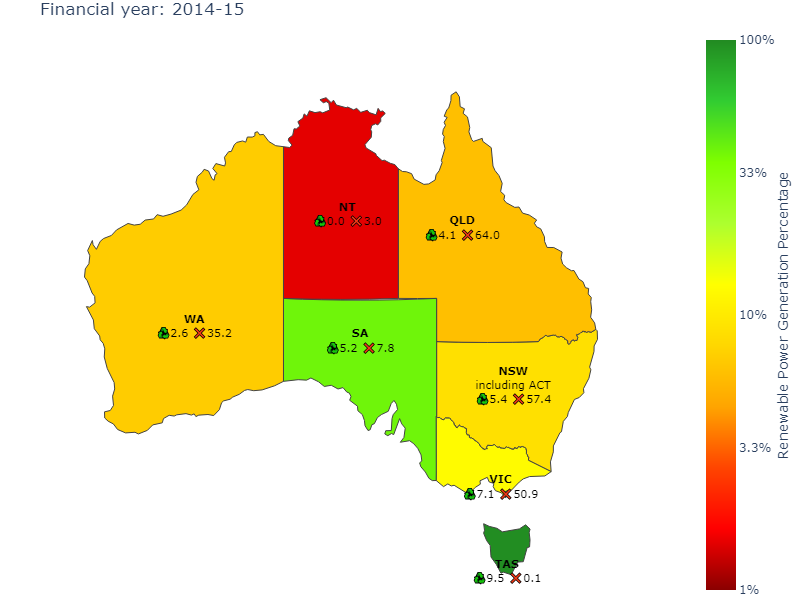 Financial year: 2014-15
100%
NT
0.0 3.0
33%
QLD
4.1 64.0
10%
WA
2.6 35.2
SA
5.2 7.8
NSW
including ACT
5.4 57.4
3.3%
VIC
7.1 50.9
TAS
9.5 0.1
1%
Renewable Power Generation Percentage